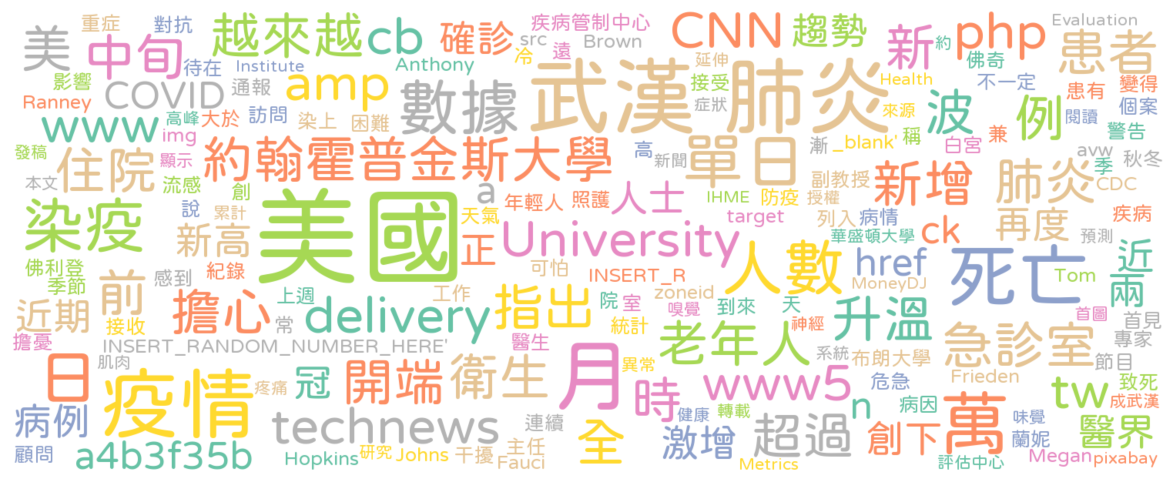 美 重症 對抗 越來越 cb 確診 疾病管制中心 CNN 趨勢 新 約 php Evaluation 患者
中旬 待在 Institute Anthony src 冷 遠 Brown 延伸 接受 Health 佛奇 不一定 患有 變得
影響 COVID 通報 amp 數據 武漢肺炎 症狀 來源 波 例 個案
Ranney www 高峰 大於 訪問 染上 困難 稱 閱讀 警告
img 約翰霍普金斯大學 單日 高 新聞 漸 _blank' 白宮 兼 avw 秋冬
發稿 住院 顯示 a 新增 肺炎 季 CDC
本文 流感 創 年輕人 照護 人士 IHME 防疫 副教授 授權
染疫 說 累計 美國 天氣 target 列入 病情 ck 再度 疾病
新高 正 University 華盛頓大學 預測
佛利登 季節 感到 紀錄 可怕 INSERT_R 人數 href 死亡 Tom 近
近期 前 擔心 上週 delivery 工作 指出 院 室 zoneid 到來 天 MoneyDJ 升溫 兩
擔憂 接收 常 嗅覺 統計 神經 首圖 首見
INSERT_RANDOM_NUMBER_HERE' 醫生 老年人 系統 布朗大學 急診室 專家
肌肉 月 異常 節目
日 疫情 疼痛 冠 開端 衛生 時 www5 危急 Frieden tw 致死
病例 technews 連續 全 健康 轉載 n 病因 萬 味覺 成武漢
顧問 a4b3f35b 激增 超過 創下 蘭妮 醫界
Hopkins 研究 Johns 干擾 主任 Fauci Metrics 評估中心 Megan pixabay